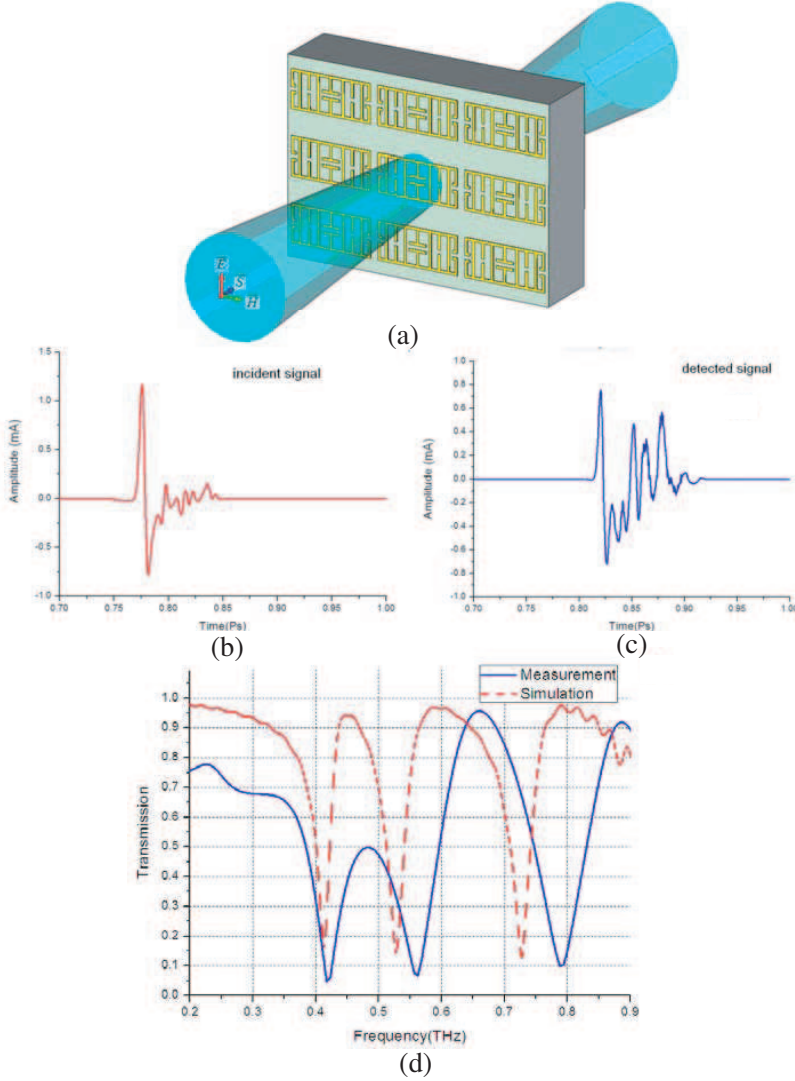 E
S
H
(a)
1.5
1.0
0.5
0.0
-0.5
-1.0
Amplitude (mA)
incident signal
0.70 0.75 0.80 0.85 0.90 0.95 1.00
Time(Ps)
(b)
1.0
0.8
0.6
0.4
0.2
0.0
-0.2
-0.4
-0.6
-0.8
-1.0
Amplitude (mA)
detected signal
0.70 0.75 0.80 0.85 0.90 0.95 1.00
Time(Ps)
(c)
Measurement
Simulation
1.0
0.9
0.8
0.7
0.6
0.5
0.4
0.3
0.2
0.1
0.0
Transmission
0.2 0.3 0.4 0.5 0.6 0.7 0.8 0.9
Frequency(THz)
(d)